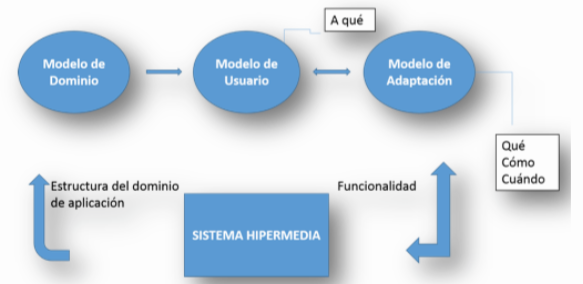 A qué
Modelo de
Dominio
Modelo de
Usuario
Modelo de
Adaptación
Qué
Cómo
Cuándo
Estructura del dominio
de aplicación
Funcionalidad
SISTEMA HIPERMEDIA